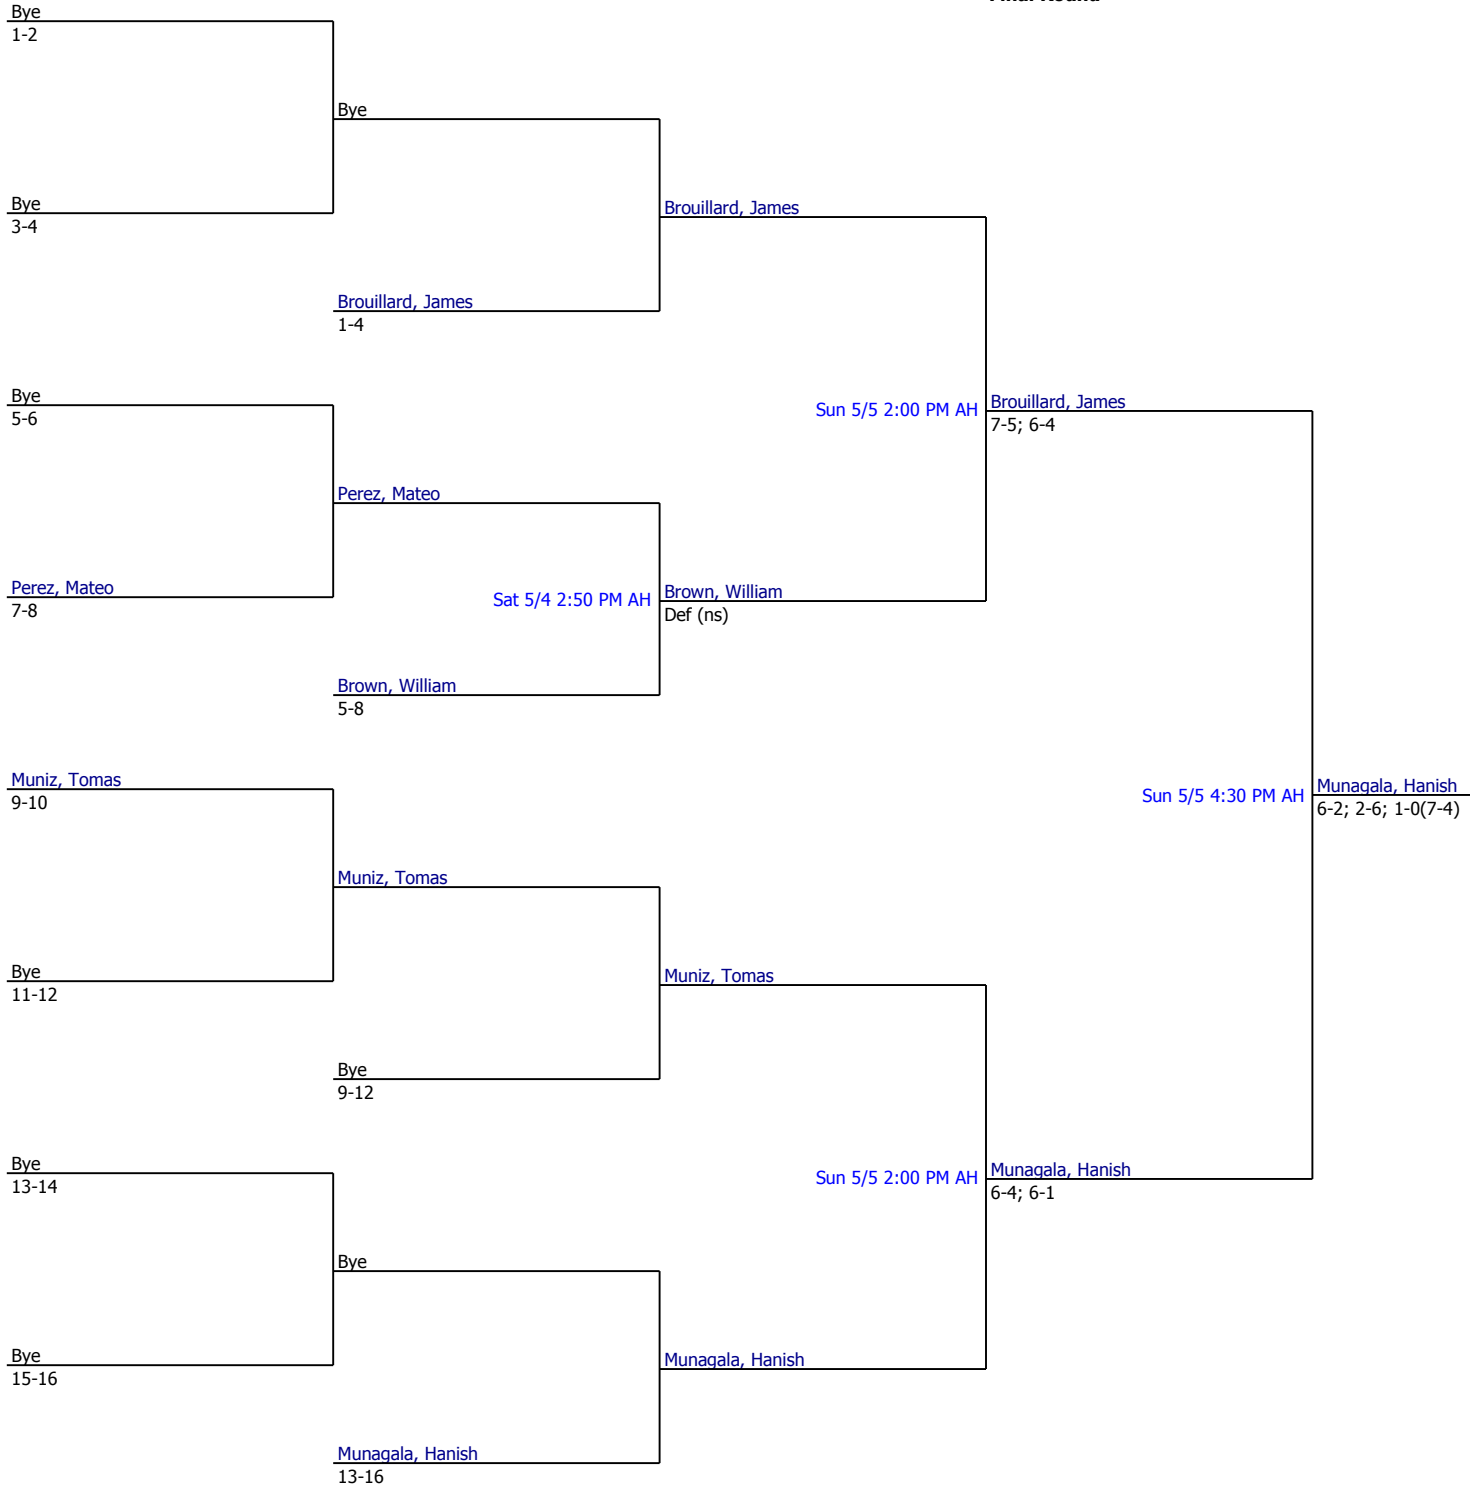 Final Round
Bye
1-2
Bye
Bye
3-4
Brouillard, James
Brouillard, James
1-4
Bye
5-6
Sun 5/5 2:00 PM AH
Brouillard, James
7-5; 6-4
Perez, Mateo
Perez, Mateo
7-8
Sat 5/4 2:50 PM AH
Brown, William
Def (ns)
Brown, William
5-8
Muniz, Tomas
9-10
Sun 5/5 4:30 PM AH
Munagala, Hanish
6-2; 2-6; 1-0(7-4)
Muniz, Tomas
Bye
11-12
Muniz, Tomas
Bye
9-12
Bye
13-14
Sun 5/5 2:00 PM AH
Munagala, Hanish
6-4; 6-1
Bye
Bye
15-16
Munagala, Hanish
Munagala, Hanish
13-16